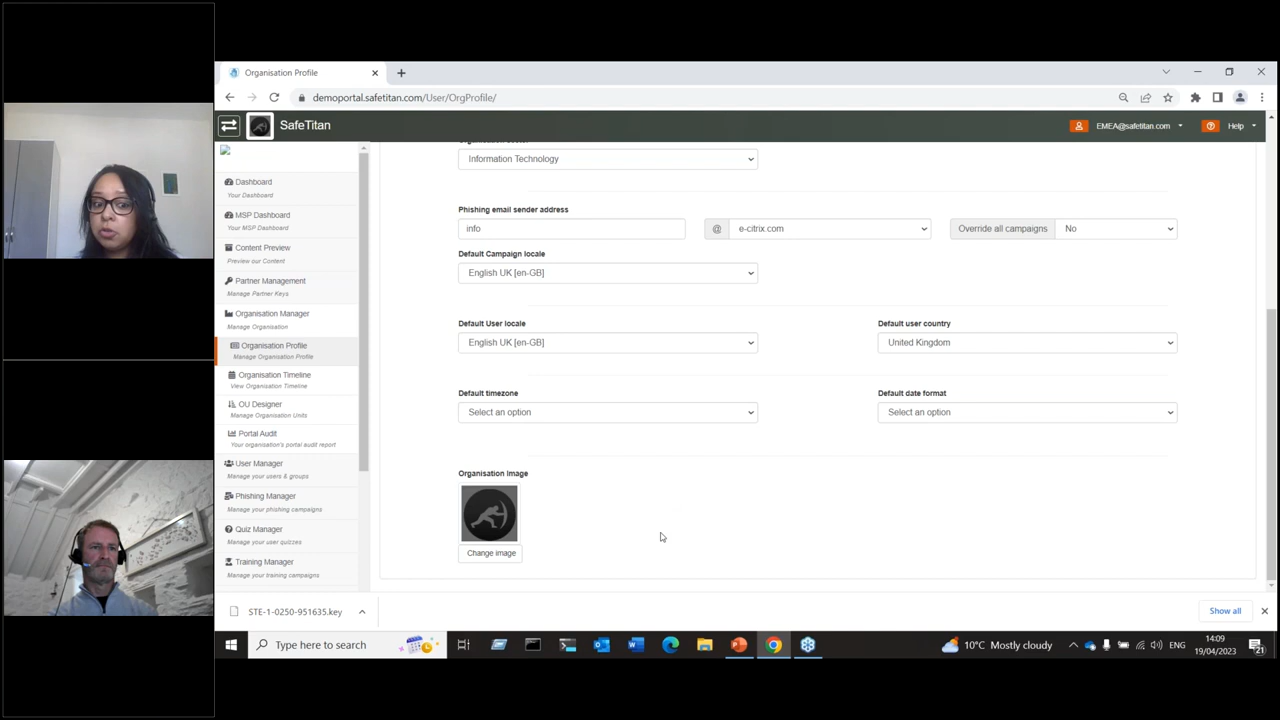 Organisation Profile
demoportal.safetitan.com/User/OrgProfile/
SafeTitan
EMEA@safetitan.com
Help
Dashboard
Your Dashboard
MSP Dashboard
Your MSP Dashboard
Content Preview
Preview our Content
Partner Management
Manage Partner Keys
Organisation Manager
Manage Organisation
Organisation Profile
Manage Organisation Profile
Organisation Timeline
View Organisation Timeline
OU Designer
Manage Organisation Units
Portal Audit
Your organisation's portal audit report
User Manager
Manage your users & groups
Phishing Manager
Manage your phishing campaigns
Quiz Manager
Manage your user quizzes
Training Manager
Manage your training campaigns
Information Technology
Phishing email sender address
info @ e-citrix.com Override all campaigns No
Default Campaign locale
English UK [en-GB]
Default User locale Default user country
English UK [en-GB] United Kingdom
Default timezone Default date format
Select an option Select an option
Organisation Image
Change image
STE-1-0250-951635.key Show all
Type here to search 10°C Mostly cloudy ENG 14:09
19/04/2023
21